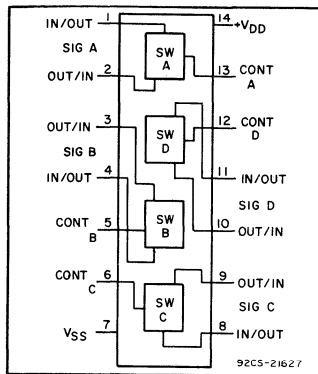 IN/OUT 1
SIG A
OUT/IN 2
OUT/IN 3
SIG B
IN/OUT 4
CONT B 5
CONT C 6
VSS 7
SW A
SW D
SW B
SW C
14 +VDD
13 CONT A
12 CONT D
11 IN/OUT
SIG D
10 OUT/IN
9 OUT/IN
SIG C
8 IN/OUT
92CS-21627